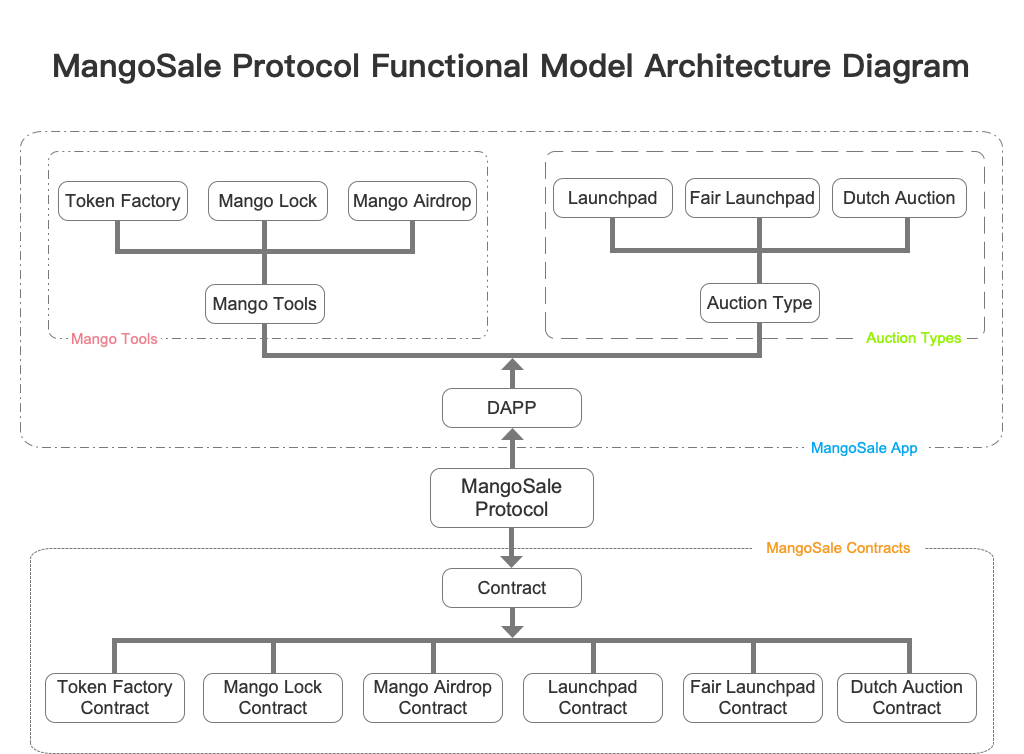 MangoSale Protocol Functional Model Architecture Diagram
Token Factory
Mango Lock
Mango Airdrop
Launchpad
Fair Launchpad
Dutch Auction
Mango Tools
Auction Type
Mango Tools
Auction Types
DAPP
MangoSale App
MangoSale
Protocol
MangoSale Contracts
Contract
Token Factory
Contract
Mango Lock
Contract
Mango Airdrop
Contract
Launchpad
Contract
Fair Launchpad
Contract
Dutch Auction
Contract